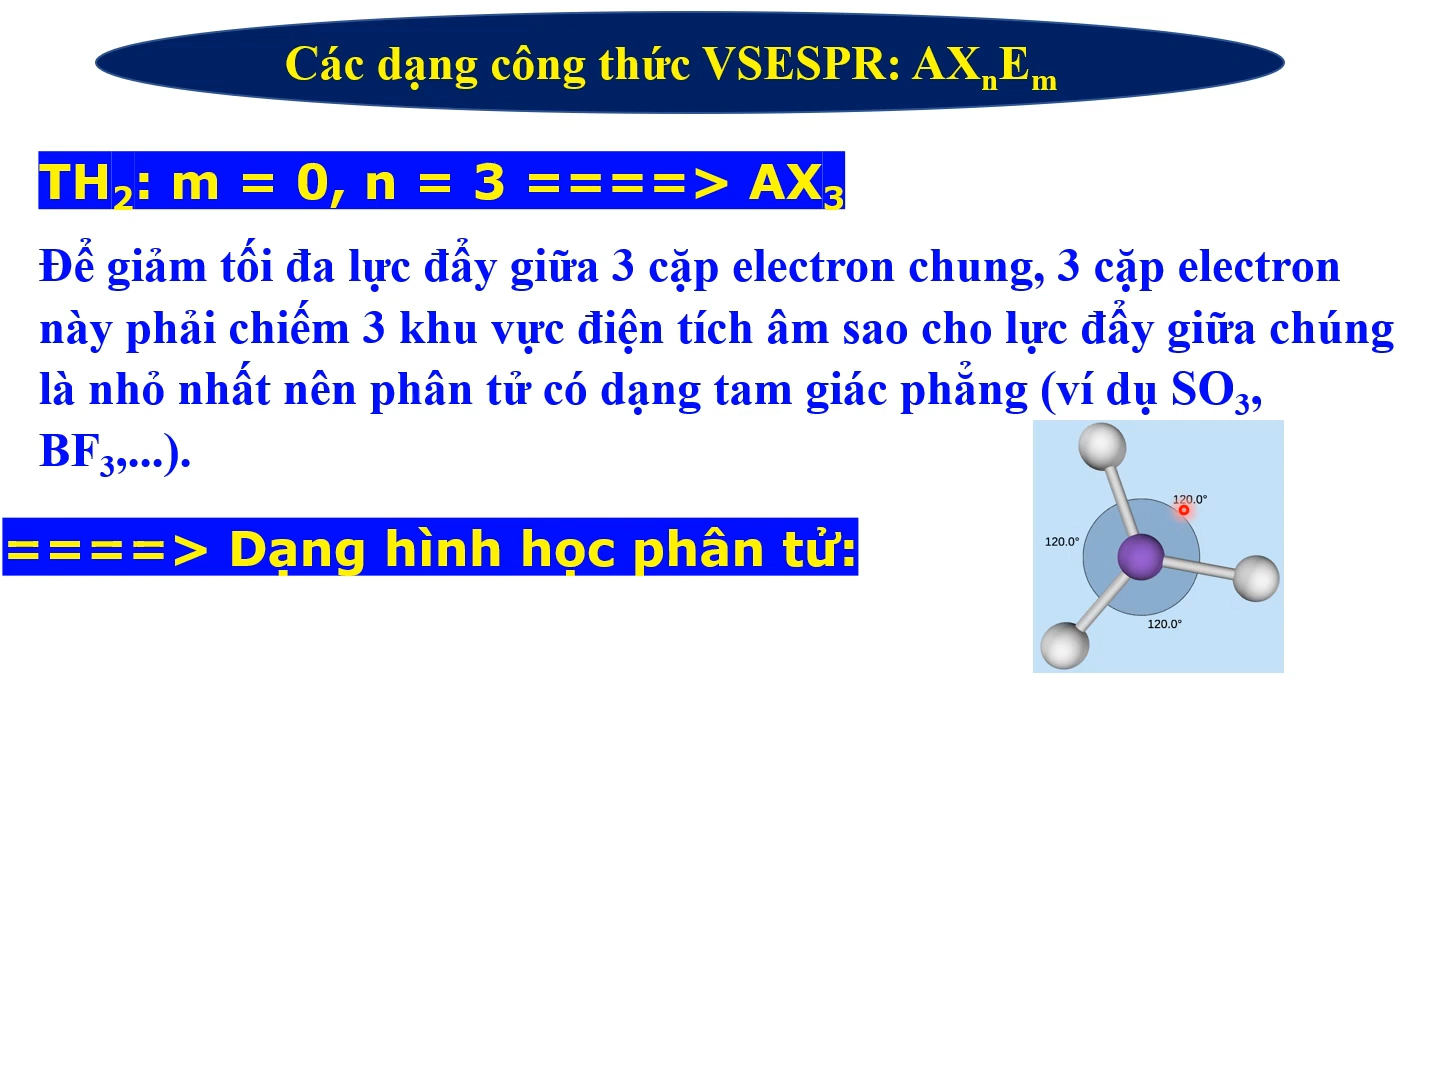 Các dạng công thức VSESPR: AXₙEₘ
TH₂: m = 0, n = 3 ====> AX₃
Để giảm tối đa lực đẩy giữa 3 cặp electron chung, 3 cặp electron
này phải chiếm 3 khu vực điện tích âm sao cho lực đẩy giữa chúng
là nhỏ nhất nên phân tử có dạng tam giác phẳng (ví dụ SO₃,
BF₃,...).
120.0°
120.0°
120.0°
====> Dạng hình học phân tử: